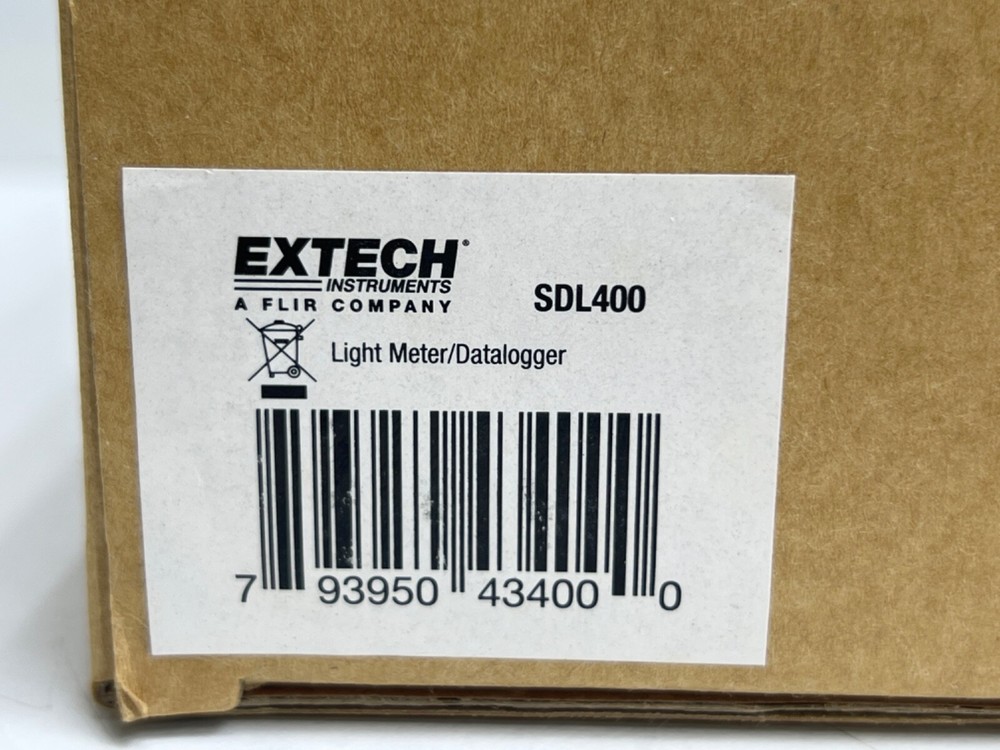 EXTECH®
INSTRUMENTS
A FLIR COMPANY
SDL400
Light Meter/Datalogger
7 93950 43400 0